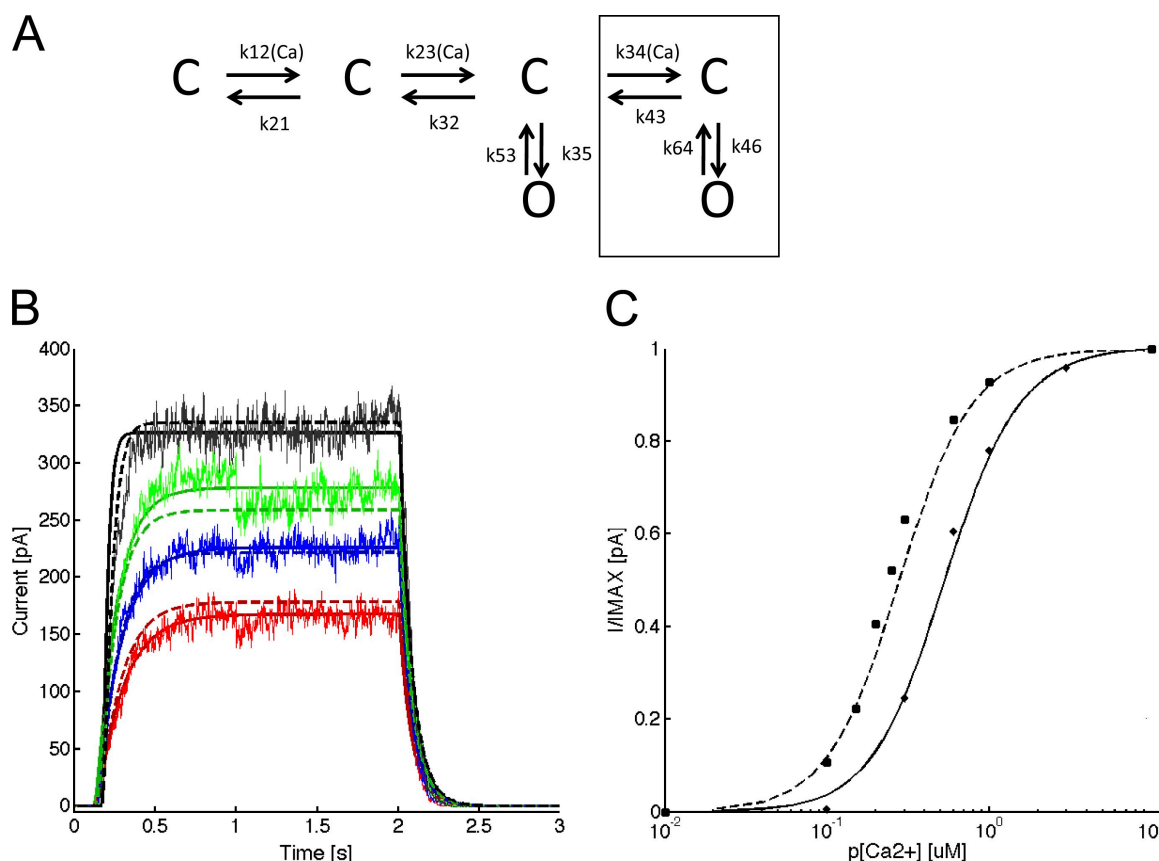 A
k12(Ca) k23(Ca) k34(Ca)
C C C C
k21 k32 k43
k53 k35 k64 k46
O O
B
C
400
350
300
250
200
150
100
50
0
Current [pA]
0 0.5 1 1.5 2 2.5 3
Time [s]
1
0.8
0.6
0.4
0.2
0
I/IMAX [pA]
10-2 10-1 100 10
p[Ca2+] [uM]